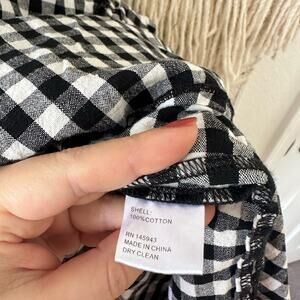 SHELL:
100%COTTON
RN 145943
MADE IN CHINA
DRY CLEAN